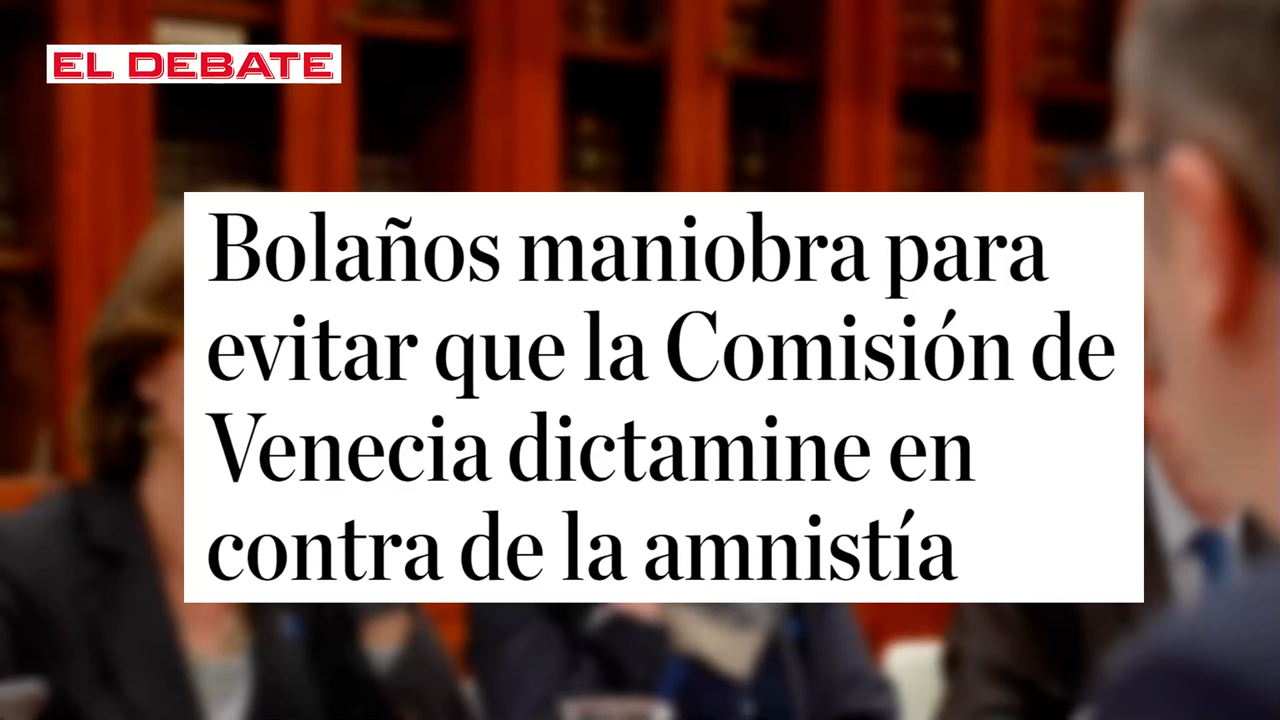 EL DEBATE
Bolaños maniobra para
evitar que la Comisión de
Venecia dictamine en
contra de la amnistía